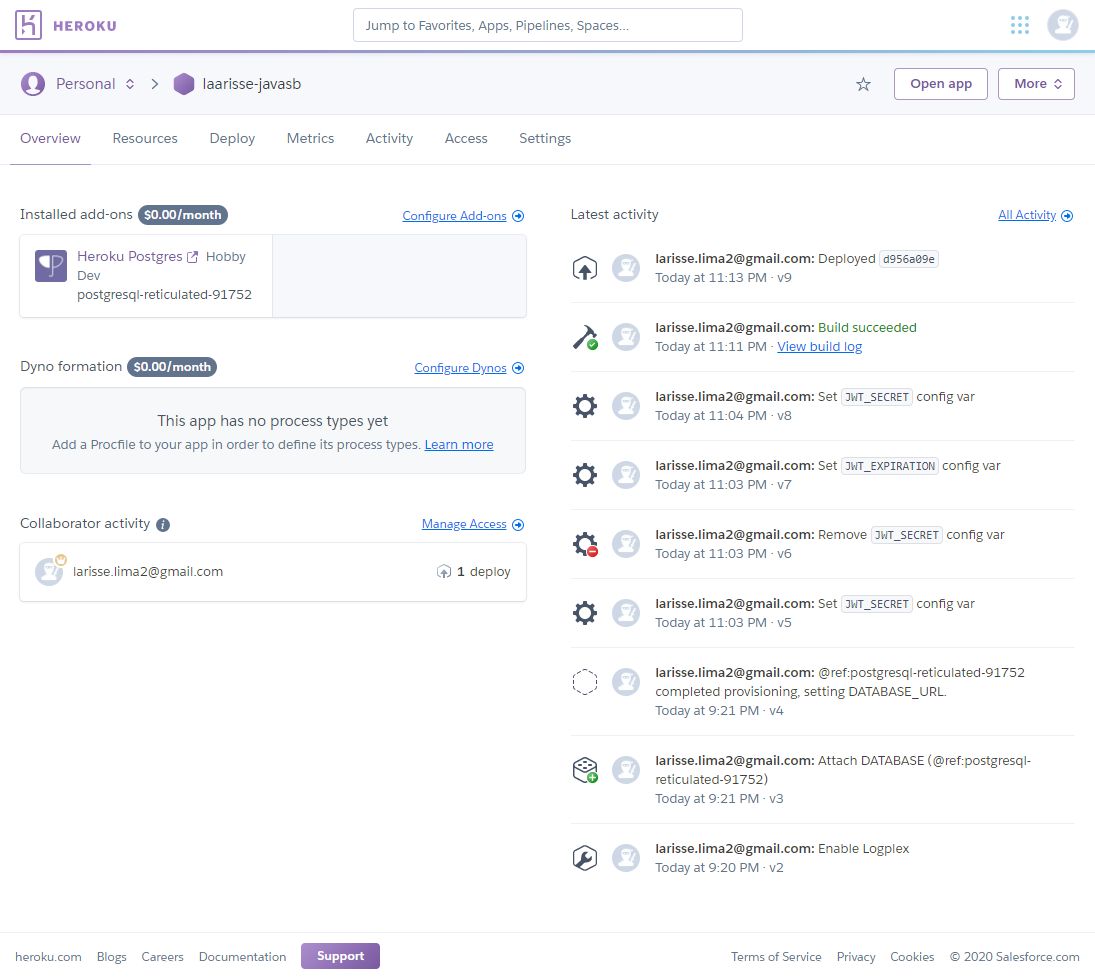 HEROKU
Jump to Favorites, Apps, Pipelines, Spaces...
Personal
laarisse-javasb
Open app
More
Overview
Resources
Deploy
Metrics
Activity
Access
Settings
Installed add-ons $0.00/month
Configure Add-ons
Heroku Postgres Hobby
Dev
postgresql-reticulated-91752
Dyno formation $0.00/month
Configure Dynos
This app has no process types yet
Add a Procfile to your app in order to define its process types. Learn more
Collaborator activity i
Manage Access
larisse.lima2@gmail.com
1 deploy
Latest activity
All Activity
larisse.lima2@gmail.com: Deployed d956a09e
Today at 11:13 PM · v9
larisse.lima2@gmail.com: Build succeeded
Today at 11:11 PM · View build log
larisse.lima2@gmail.com: Set JWT_SECRET config var
Today at 11:04 PM · v8
larisse.lima2@gmail.com: Set JWT_EXPIRATION config var
Today at 11:03 PM · v7
larisse.lima2@gmail.com: Remove JWT_SECRET config var
Today at 11:03 PM · v6
larisse.lima2@gmail.com: Set JWT_SECRET config var
Today at 11:03 PM · v5
larisse.lima2@gmail.com: @ref:postgresql-reticulated-91752
completed provisioning, setting DATABASE_URL.
Today at 9:21 PM · v4
larisse.lima2@gmail.com: Attach DATABASE (@ref:postgresql-
reticulated-91752)
Today at 9:21 PM · v3
larisse.lima2@gmail.com: Enable Logplex
Today at 9:20 PM · v2
heroku.com
Blogs
Careers
Documentation
Support
Terms of Service
Privacy
Cookies
© 2020 Salesforce.com